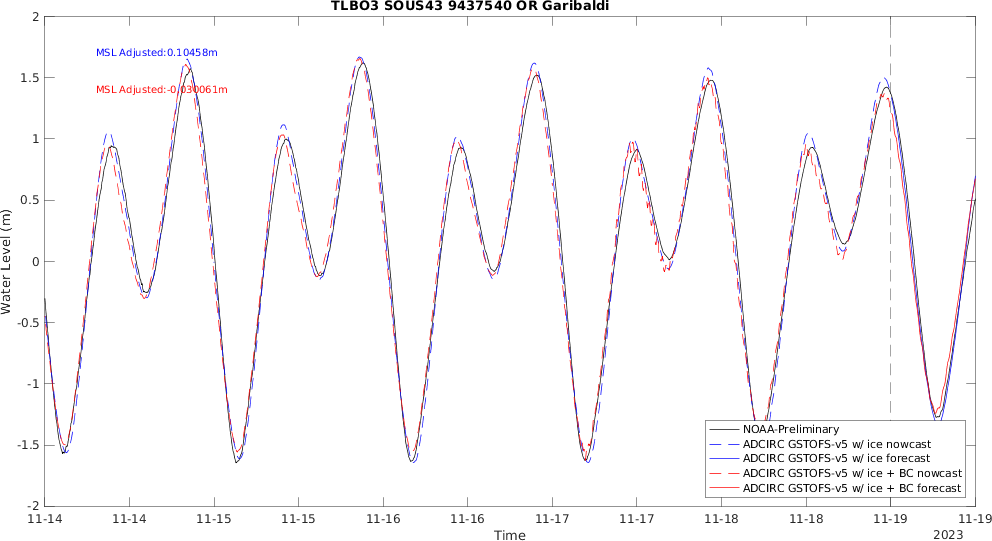 TLBO3 SOUS43 9437540 OR Garibaldi
2
1.5
1
0.5
0
-0.5
-1
-1.5
-2
Water Level (m)
MSL Adjusted:0.10458m
MSL Adjusted:-0.030061m
NOAA-Preliminary
ADCIRC GSTOFS-v5 w/ ice nowcast
ADCIRC GSTOFS-v5 w/ ice forecast
ADCIRC GSTOFS-v5 w/ ice + BC nowcast
ADCIRC GSTOFS-v5 w/ ice + BC forecast
11-14 11-14 11-15 11-15 11-16 11-16 11-17 11-17 11-18 11-18 11-19 11-19
Time
2023